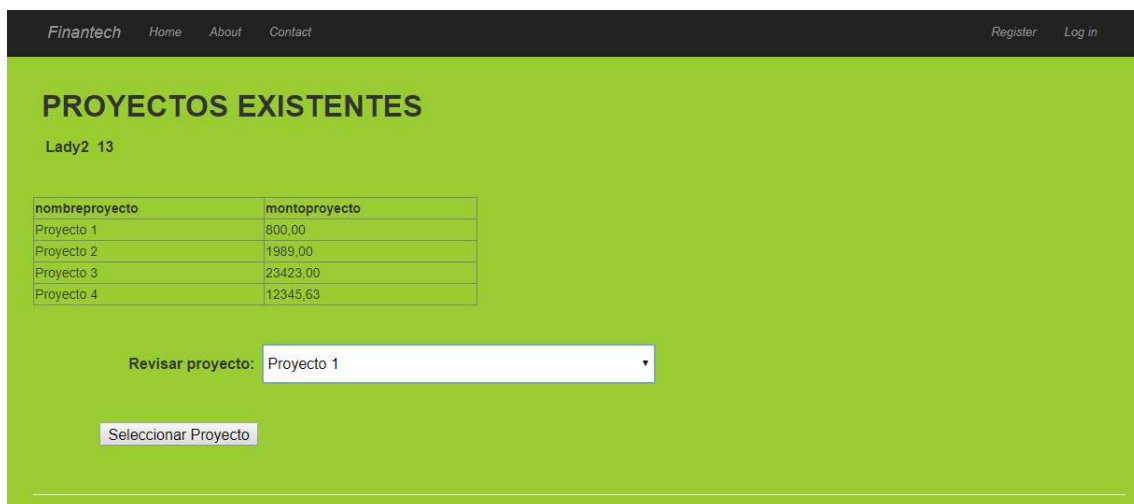 Finantech Home About Contact Register Log in
PROYECTOS EXISTENTES
Lady2 13
nombreproyecto montoproyecto
Proyecto 1 800,00
Proyecto 2 1989,00
Proyecto 3 23423,00
Proyecto 4 12345,63
Revisar proyecto: Proyecto 1
Seleccionar Proyecto